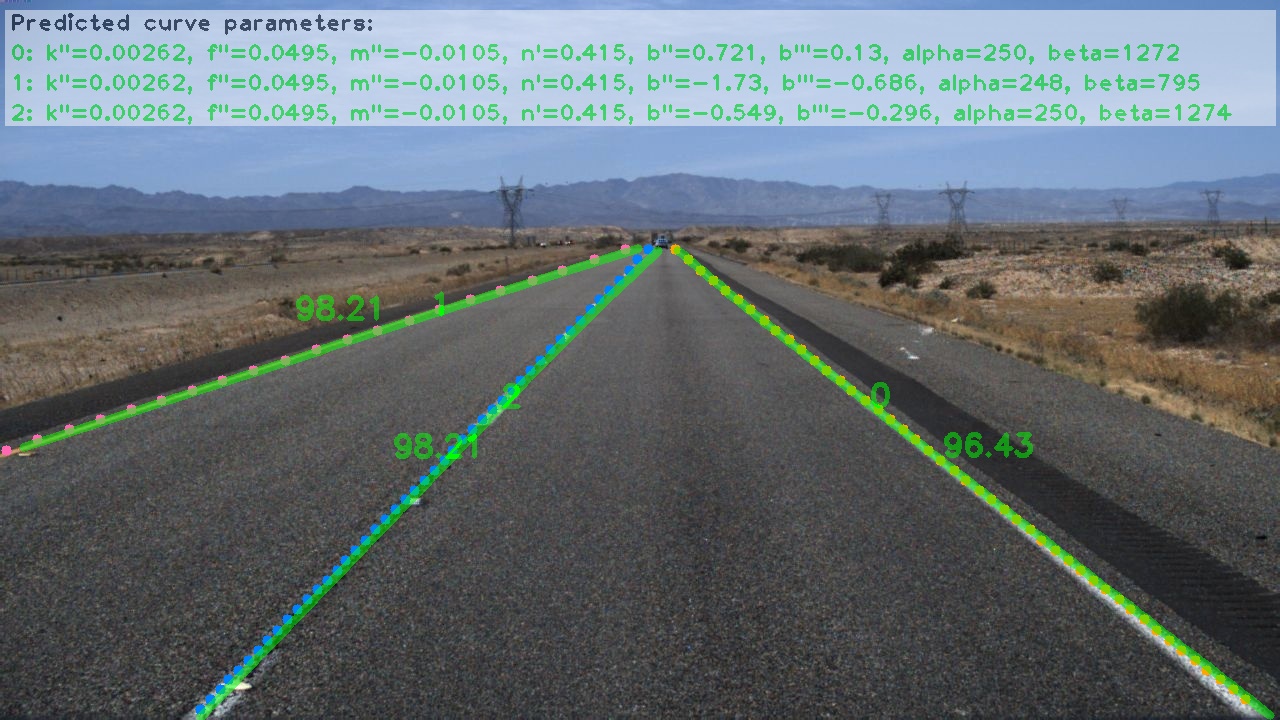 Predicted curve parameters:
0: k''=0.00262, f''=0.0495, m''=-0.0105, n'=0.415, b''=0.721, b'''=0.13, alpha=250, beta=1272
1: k''=0.00262, f''=0.0495, m''=-0.0105, n'=0.415, b''=-1.73, b'''=-0.686, alpha=248, beta=795
2: k''=0.00262, f''=0.0495, m''=-0.0105, n'=0.415, b''=-0.549, b'''=-0.296, alpha=250, beta=1274
98.21 1
2 0
98.21 96.43